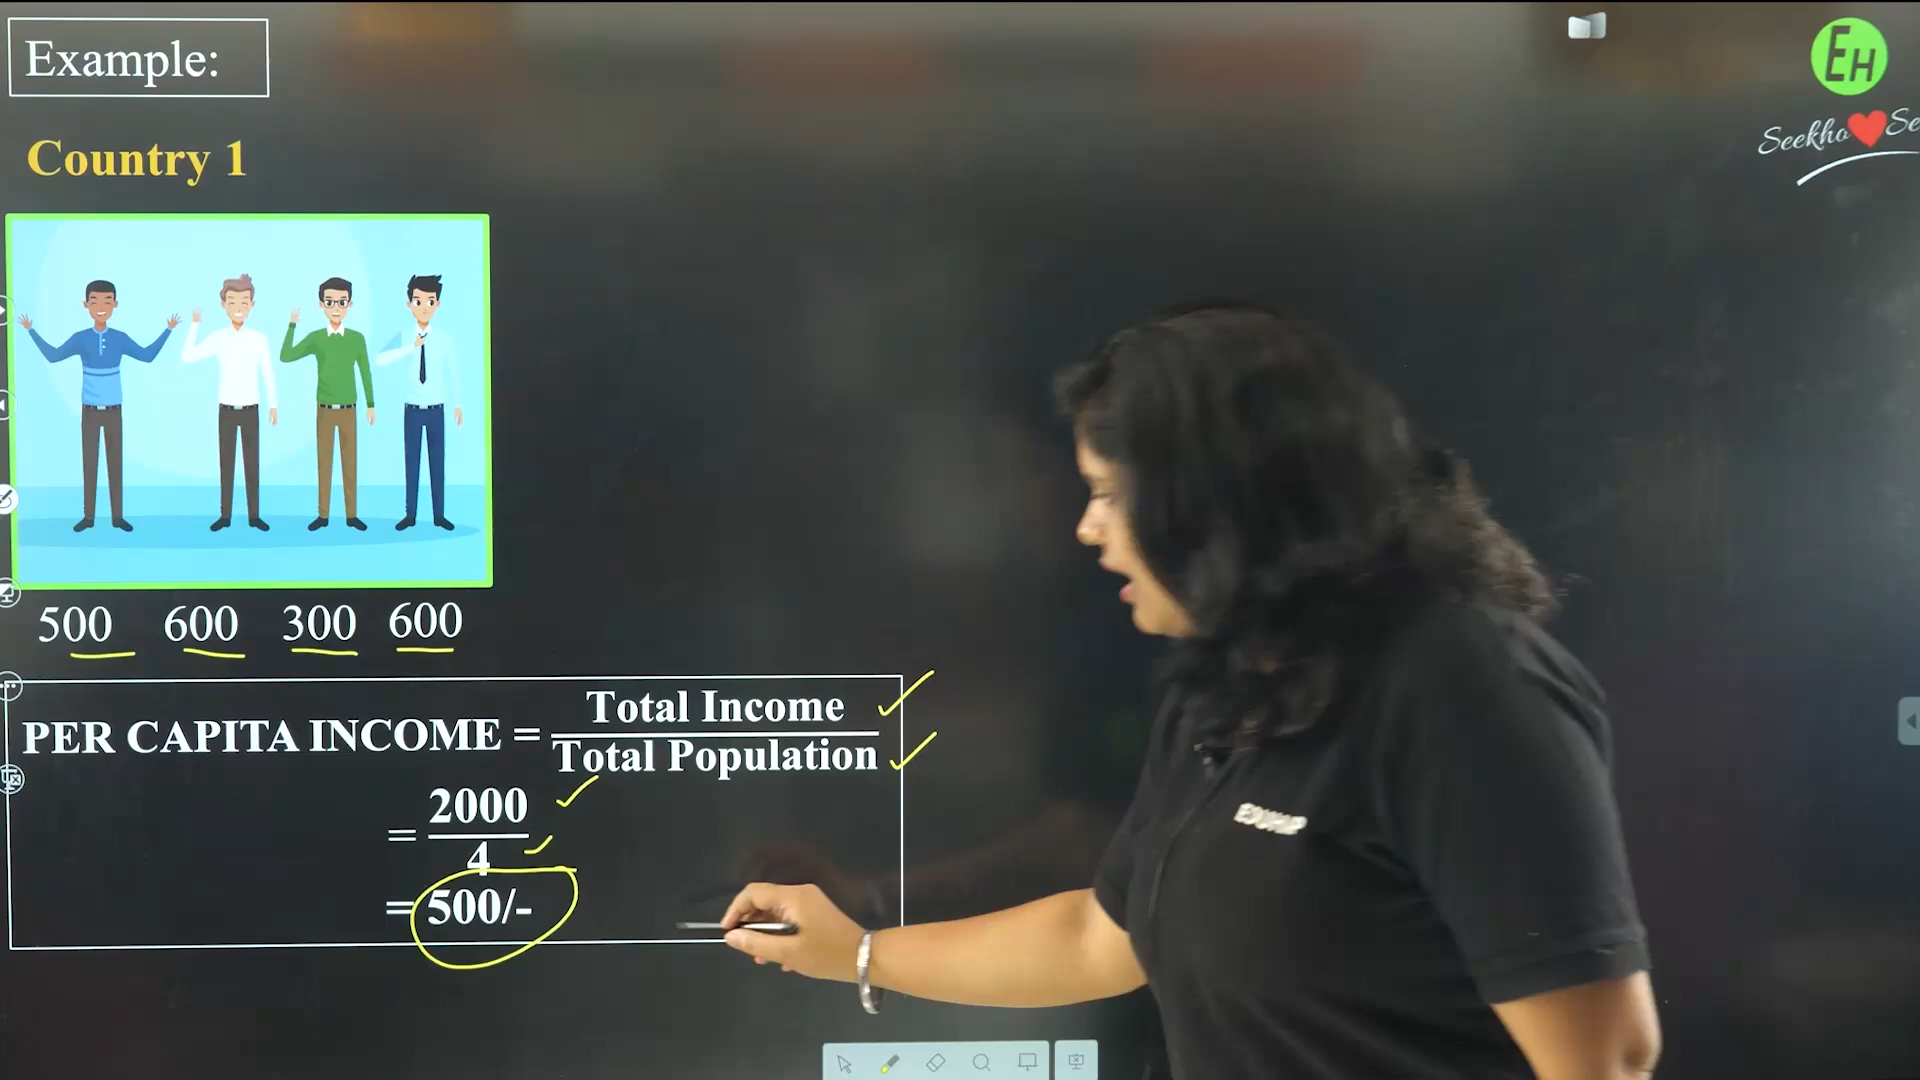 Example:
EH
Seekho ❤ Se
Country 1
500 600 300 600
PER CAPITA INCOME = Total Income
Total Population
= 2000
4
= 500/-
EDUHAP